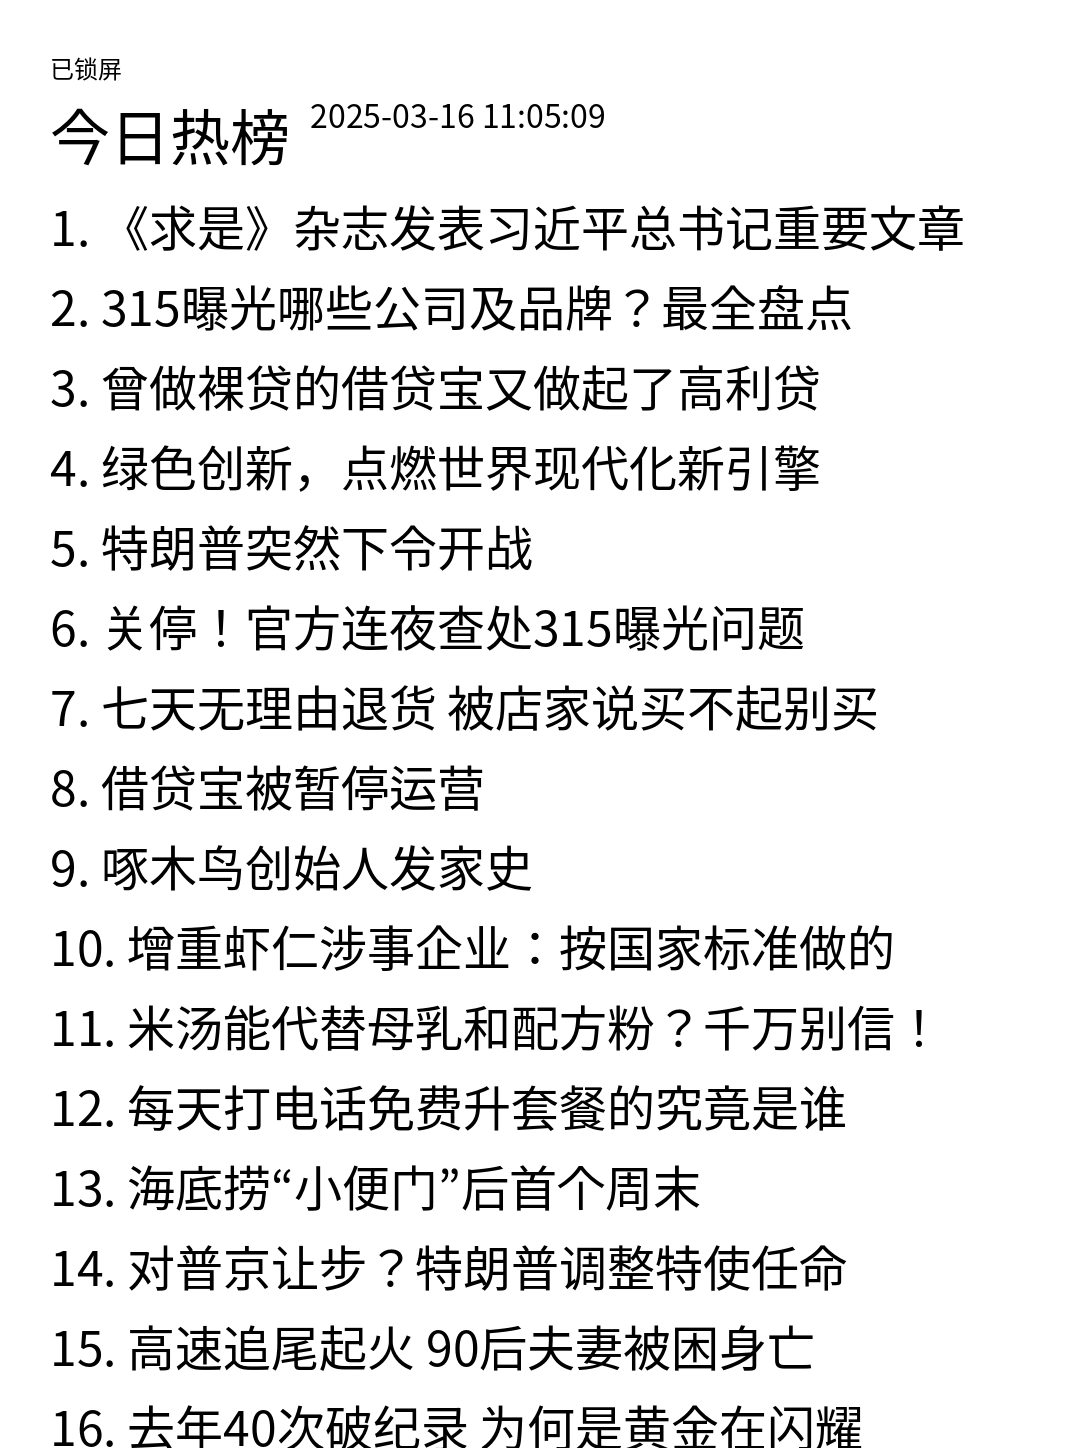 已锁屏
今日热榜 2025-03-16 11:05:09
1. 《求是》杂志发表习近平总书记重要文章
2. 315曝光哪些公司及品牌？最全盘点
3. 曾做裸贷的借贷宝又做起了高利贷
4. 绿色创新，点燃世界现代化新引擎
5. 特朗普突然下令开战
6. 关停！官方连夜查处315曝光问题
7. 七天无理由退货 被店家说买不起别买
8. 借贷宝被暂停运营
9. 啄木鸟创始人发家史
10. 增重虾仁涉事企业：按国家标准做的
11. 米汤能代替母乳和配方粉？千万别信！
12. 每天打电话免费升套餐的究竟是谁
13. 海底捞“小便门”后首个周末
14. 对普京让步？特朗普调整特使任命
15. 高速追尾起火 90后夫妻被困身亡
16. 去年40次破纪录 为何是黄金在闪耀